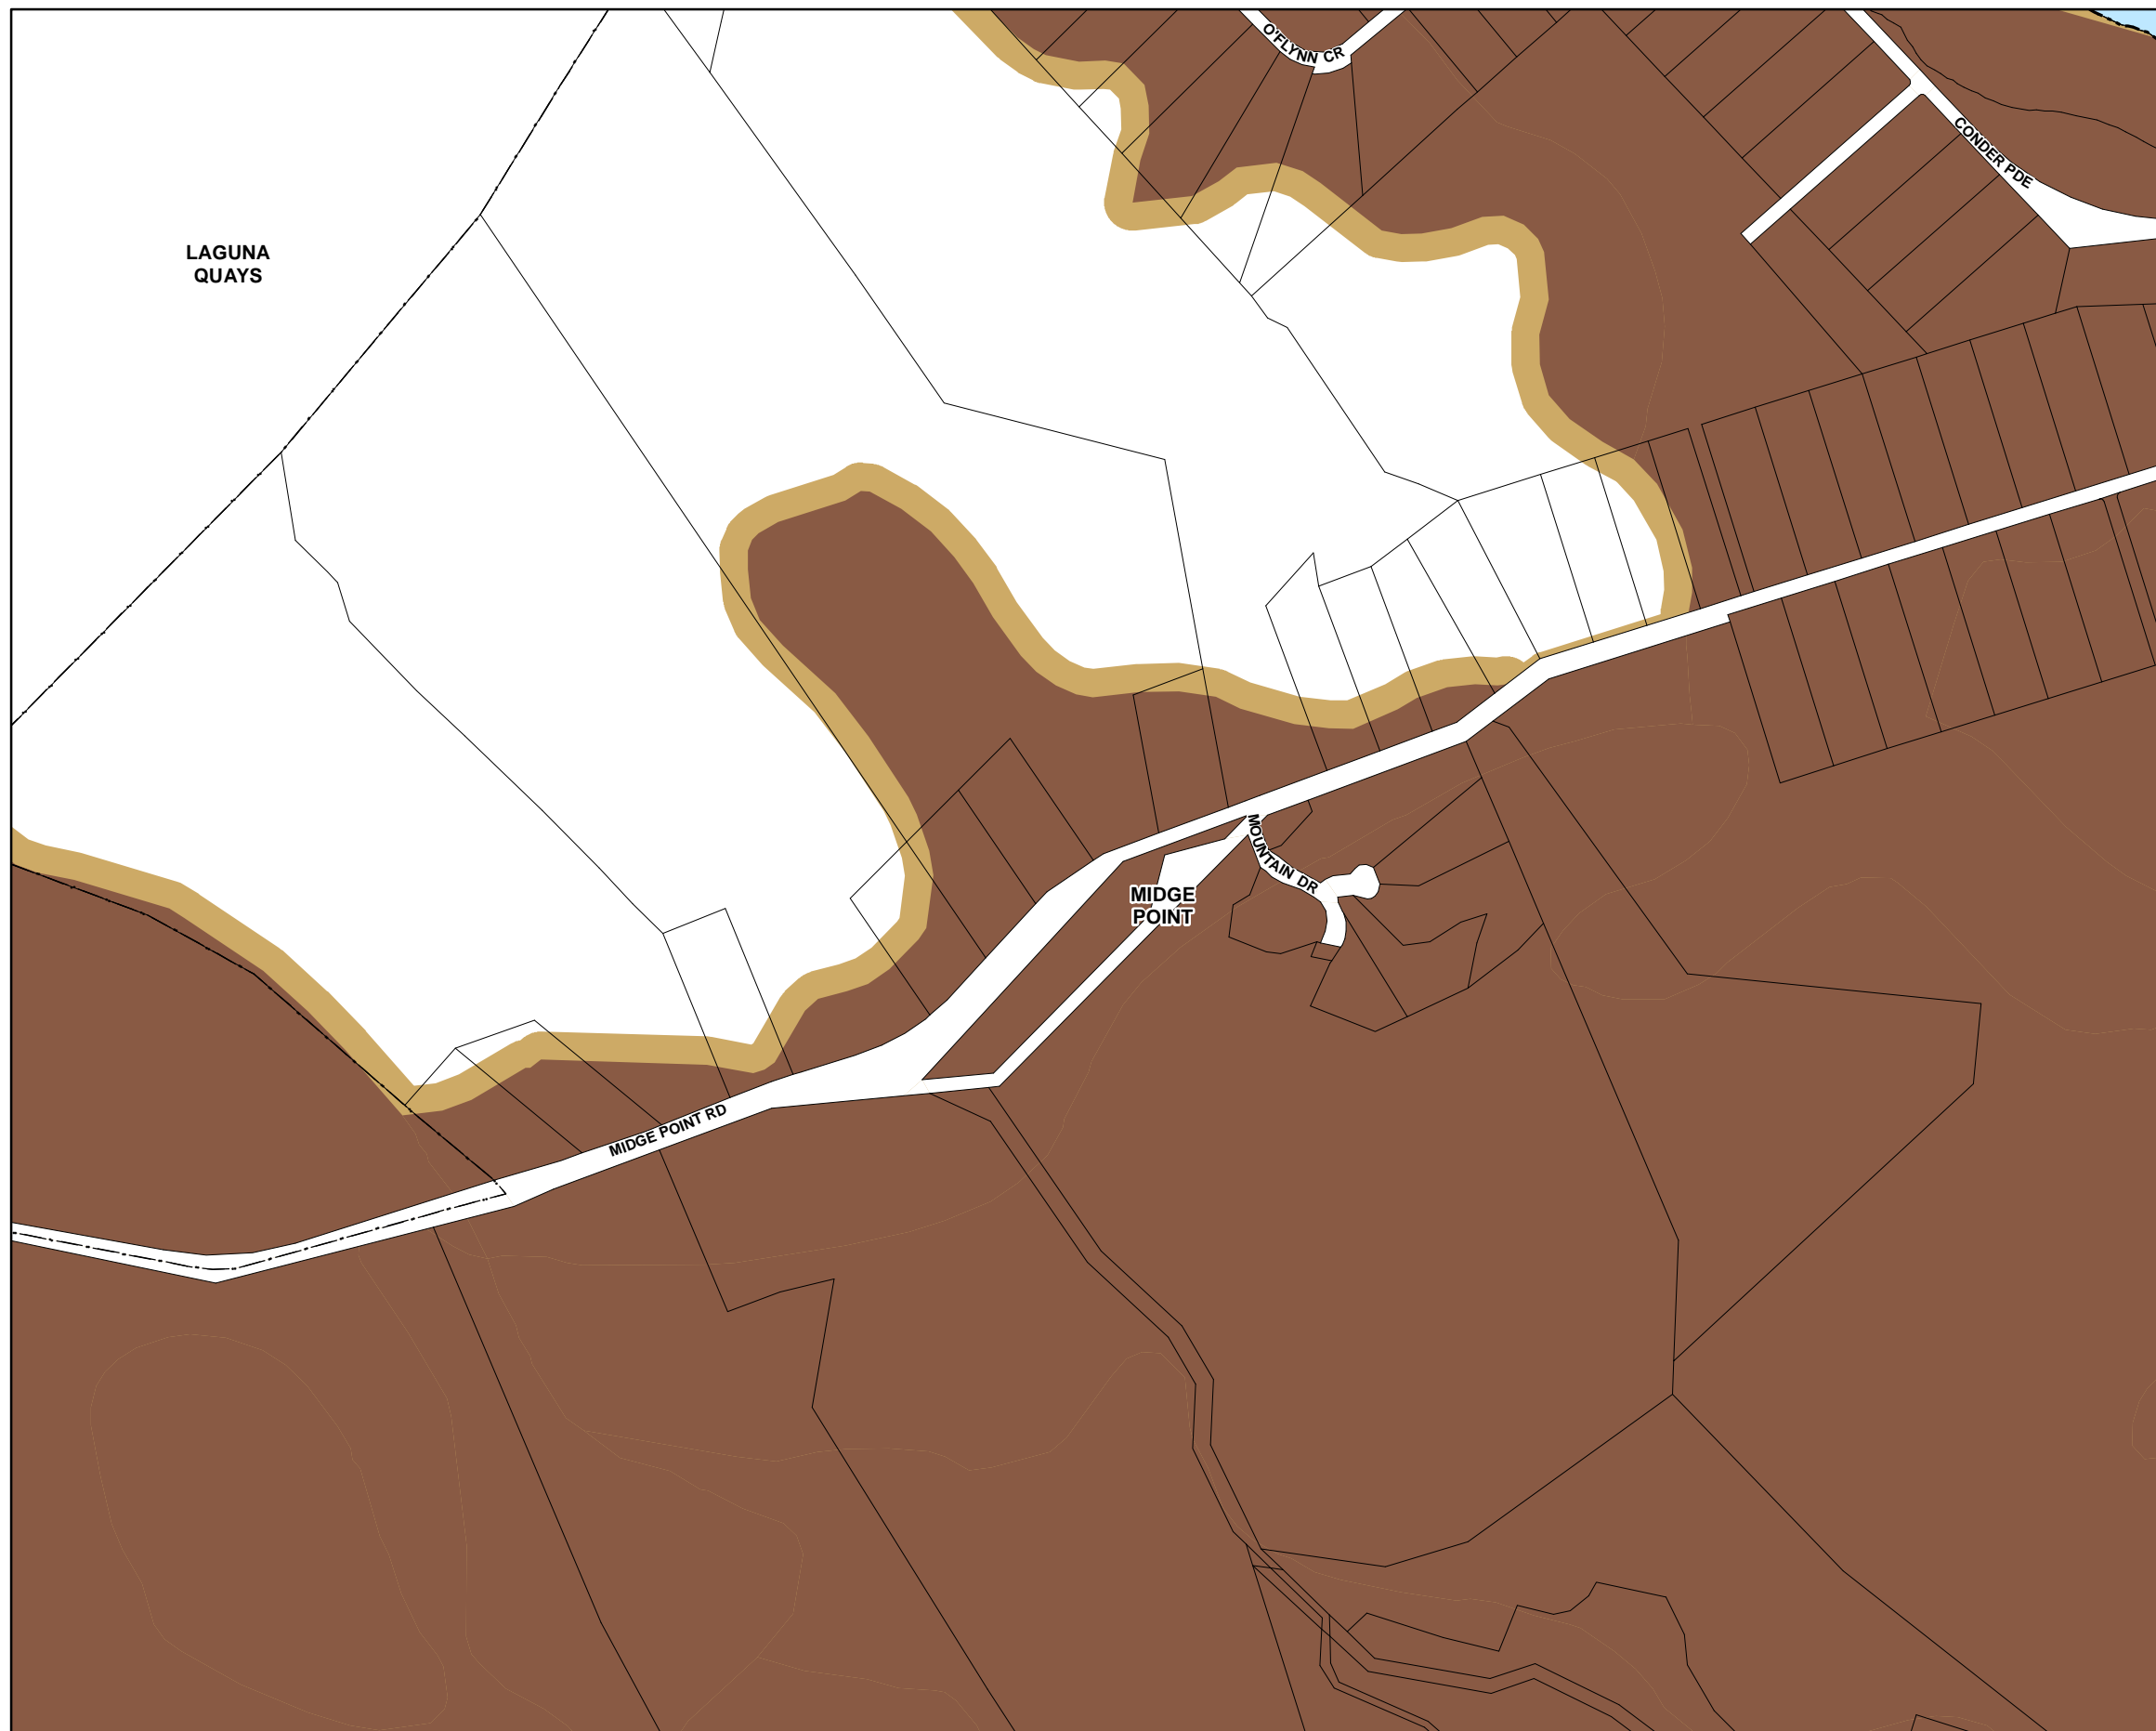 O'FLYNN CR
CONDER PDE
LAGUNA
QUAYS
MOUNTAIN DR
MIDGE
POINT
MIDGE POINT RD